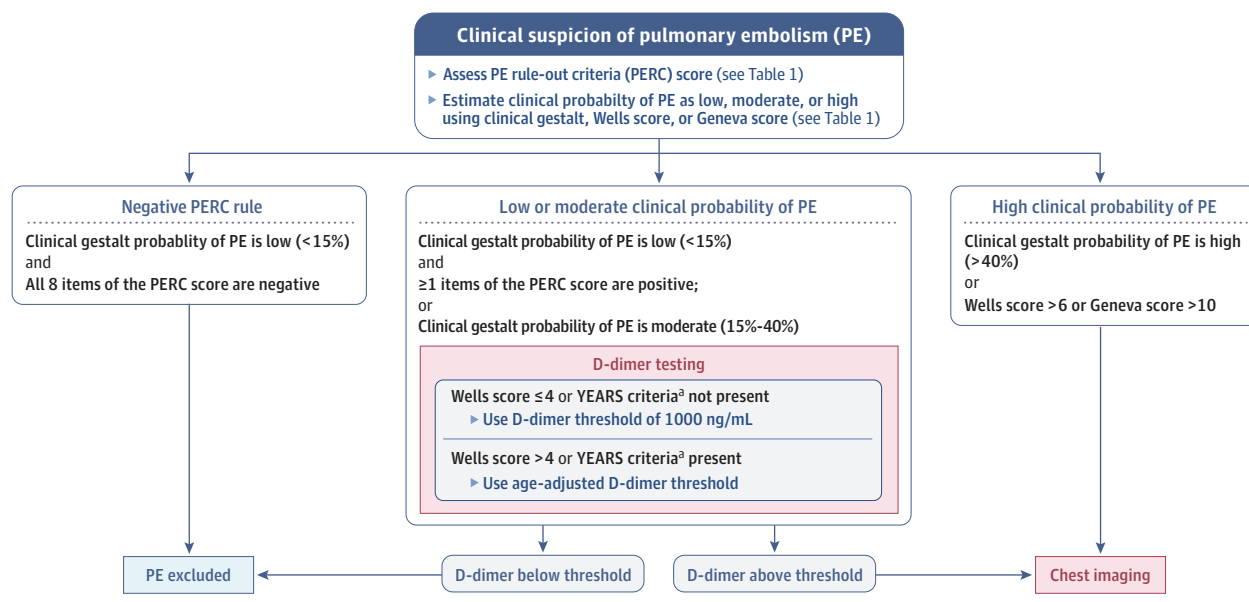 Clinical suspicion of pulmonary embolism (PE)
▶ Assess PE rule-out criteria (PERC) score (see Table 1)
▶ Estimate clinical probabilty of PE as low, moderate, or high
using clinical gestalt, Wells score, or Geneva score (see Table 1)
Negative PERC rule
Clinical gestalt probablity of PE is low (<15%)
and
All 8 items of the PERC score are negative
Low or moderate clinical probability of PE
Clinical gestalt probability of PE is low (<15%)
and
≥1 items of the PERC score are positive;
or
Clinical gestalt probability of PE is moderate (15%-40%)
D-dimer testing
Wells score ≤4 or YEARS criteriaᵃ not present
▶ Use D-dimer threshold of 1000 ng/mL
Wells score >4 or YEARS criteriaᵃ present
▶ Use age-adjusted D-dimer threshold
High clinical probability of PE
Clinical gestalt probability of PE is high
(>40%)
or
Wells score >6 or Geneva score >10
PE excluded
D-dimer below threshold
D-dimer above threshold
Chest imaging